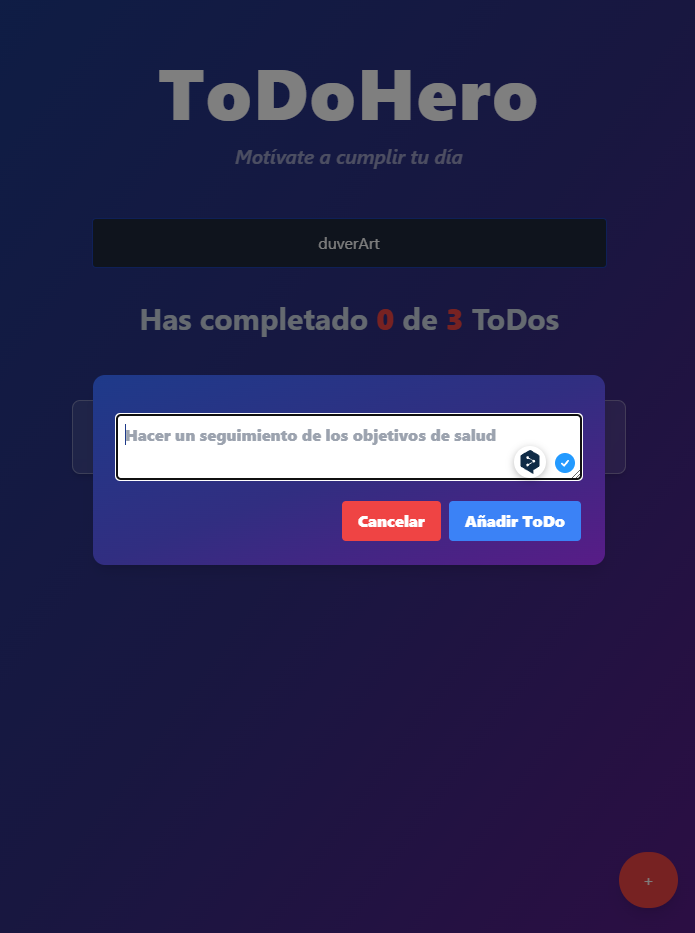 ToDoHero
Motívate a cumplir tu día
duverArt
Has completado 0 de 3 ToDos
Hacer un seguimiento de los objetivos de salud
Cancelar
Añadir ToDo
+